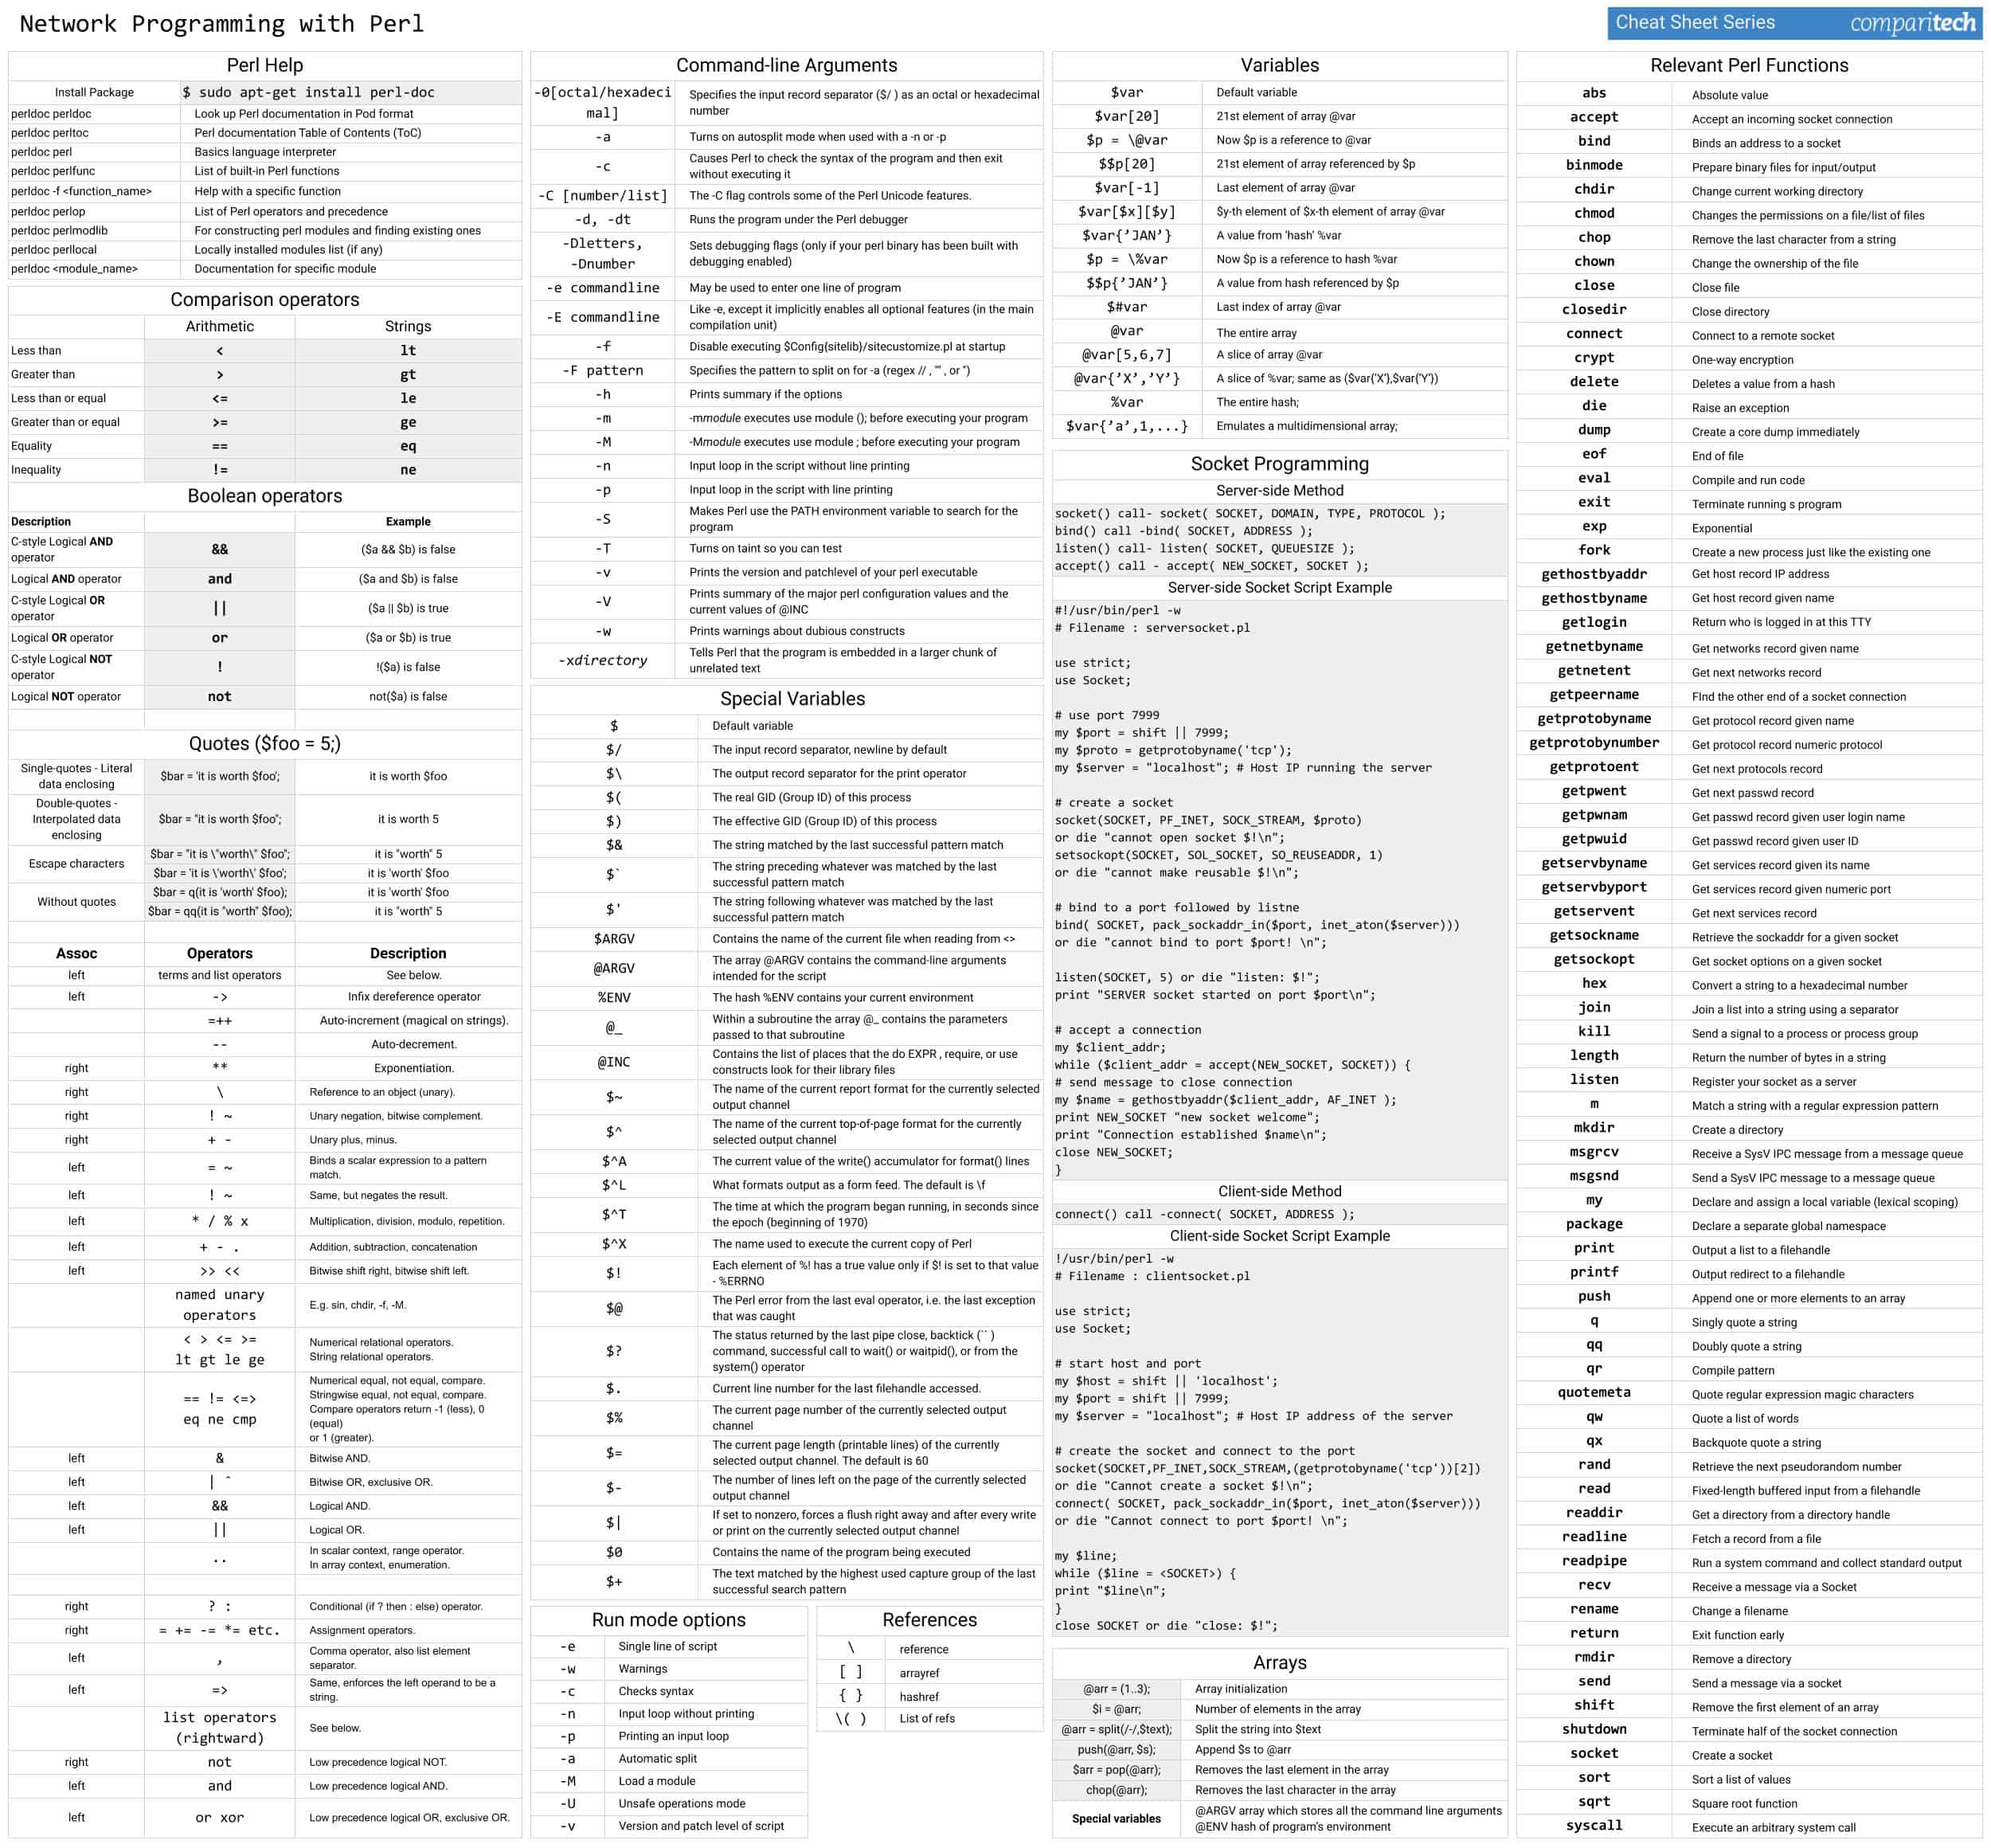 Network Programming with Perl
Cheat Sheet Series comparitech
Perl Help
Install Package $ sudo apt-get install perl-doc
perldoc perldoc Look up Perl documentation in Pod format
perldoc perltoc Perl documentation Table of Contents (ToC)
perldoc perl Basics language interpreter
perldoc perlfunc List of built-in Perl functions
perldoc -f <function_name> Help with a specific function
perldoc perlop List of Perl operators and precedence
perldoc perlmodlib For constructing perl modules and finding existing ones
perldoc perllocal Locally installed modules list (if any)
perldoc <module_name> Documentation for specific module
Comparison operators
Arithmetic Strings
Less than < lt
Greater than > gt
Less than or equal <= le
Greater than or equal >= ge
Equality == eq
Inequality != ne
Boolean operators
Description Example
C-style Logical AND
operator && ($a && $b) is false
Logical AND operator and ($a and $b) is false
C-style Logical OR
operator || ($a || $b) is true
Logical OR operator or ($a or $b) is true
C-style Logical NOT
operator ! !($a) is false
Logical NOT operator not not($a) is false
Quotes ($foo = 5;)
Single-quotes - Literal
data enclosing $bar = 'it is worth $foo'; it is worth $foo
Double-quotes -
Interpolated data
enclosing $bar = "it is worth $foo"; it is worth 5
Escape characters
$bar = "it is \"worth\" $foo"; it is "worth" 5
$bar = 'it is \'worth\' $foo'; it is 'worth' $foo
Without quotes
$bar = q(it is 'worth' $foo); it is 'worth' $foo
$bar = qq(it is "worth" $foo); it is "worth" 5
Assoc Operators Description
left terms and list operators See below.
left -> Infix dereference operator
=++ Auto-increment (magical on strings).
-- Auto-decrement.
right ** Exponentiation.
right \ Reference to an object (unary).
right ! ~ Unary negation, bitwise complement.
right + - Unary plus, minus.
left = ~ Binds a scalar expression to a pattern
match.
left ! ~ Same, but negates the result.
left * / % x Multiplication, division, modulo, repetition.
left + - . Addition, subtraction, concatenation
left >> << Bitwise shift right, bitwise shift left.
named unary
operators E.g. sin, chdir, -f, -M.
< > <= >= Numerical relational operators.
lt gt le ge String relational operators.
== != <=>
eq ne cmp
Numerical equal, not equal, compare.
Stringwise equal, not equal, compare.
Compare operators return -1 (less), 0
(equal)
or 1 (greater).
left & Bitwise AND.
left | ^ Bitwise OR, exclusive OR.
left && Logical AND.
left || Logical OR.
.. In scalar context, range operator.
In array context, enumeration.
right ? : Conditional (if ? then : else) operator.
right = += -= *= etc. Assignment operators.
left , Comma operator, also list element
separator.
left => Same, enforces the left operand to be a
string.
list operators
(rightward) See below.
right not Low precedence logical NOT.
left and Low precedence logical AND.
left or xor Low precedence logical OR, exclusive OR.
Command-line Arguments
-0[octal/hexadeci
mal]
Specifies the input record separator ($/ ) as an octal or hexadecimal
number
-a Turns on autosplit mode when used with a -n or -p
-c Causes Perl to check the syntax of the program and then exit
without executing it
-C [number/list] The -C flag controls some of the Perl Unicode features.
-d, -dt Runs the program under the Perl debugger
-Dletters,
-Dnumber
Sets debugging flags (only if your perl binary has been built with
debugging enabled)
-e commandline May be used to enter one line of program
-E commandline Like -e, except it implicitly enables all optional features (in the main
compilation unit)
-f Disable executing $Config{sitelib}/sitecustomize.pl at startup
-F pattern Specifies the pattern to split on for -a (regex // , "" , or '')
-h Prints summary if the options
-m -mmodule executes use module (); before executing your program
-M -Mmodule executes use module ; before executing your program
-n Input loop in the script without line printing
-p Input loop in the script with line printing
-S Makes Perl use the PATH environment variable to search for the
program
-T Turns on taint so you can test
-v Prints the version and patchlevel of your perl executable
-V Prints summary of the major perl configuration values and the
current values of @INC
-w Prints warnings about dubious constructs
-xdirectory Tells Perl that the program is embedded in a larger chunk of
unrelated text
Special Variables
$ Default variable
$/ The input record separator, newline by default
$\ The output record separator for the print operator
$( The real GID (Group ID) of this process
$) The effective GID (Group ID) of this process
$& The string matched by the last successful pattern match
$` The string preceding whatever was matched by the last
successful pattern match
$' The string following whatever was matched by the last
successful pattern match
$ARGV Contains the name of the current file when reading from <>
@ARGV The array @ARGV contains the command-line arguments
intended for the script
%ENV The hash %ENV contains your current environment
@_ Within a subroutine the array @_ contains the parameters
passed to that subroutine
@INC Contains the list of places that the do EXPR , require, or use
constructs look for their library files
$~ The name of the current report format for the currently selected
output channel
$^ The name of the current top-of-page format for the currently
selected output channel
$^A The current value of the write() accumulator for format() lines
$^L What formats output as a form feed. The default is \f
$^T The time at which the program began running, in seconds since
the epoch (beginning of 1970)
$^X The name used to execute the current copy of Perl
$! Each element of %! has a true value only if $! is set to that value
- %ERRNO
$@ The Perl error from the last eval operator, i.e. the last exception
that was caught
$? The status returned by the last pipe close, backtick (`` )
command, successful call to wait() or waitpid(), or from the
system() operator
$. Current line number for the last filehandle accessed.
$% The current page number of the currently selected output
channel
$= The current page length (printable lines) of the currently
selected output channel. The default is 60
$- The number of lines left on the page of the currently selected
output channel
$| If set to nonzero, forces a flush right away and after every write
or print on the currently selected output channel
$0 Contains the name of the program being executed
$+ The text matched by the highest used capture group of the last
successful search pattern
Run mode options
-e Single line of script
-w Warnings
-c Checks syntax
-n Input loop without printing
-p Printing an input loop
-a Automatic split
-M Load a module
-U Unsafe operations mode
-v Version and patch level of script
References
\ reference
[ ] arrayref
{ } hashref
\( ) List of refs
Variables
$var Default variable
$var[20] 21st element of array @var
$p = \@var Now $p is a reference to @var
$$p[20] 21st element of array referenced by $p
$var[-1] Last element of array @var
$var[$x][$y] $y-th element of $x-th element of array @var
$var{’JAN’} A value from ‘hash’ %var
$p = \%var Now $p is a reference to hash %var
$$p{’JAN’} A value from hash referenced by $p
$#var Last index of array @var
@var The entire array
@var[5,6,7] A slice of array @var
@var{’X’,’Y’} A slice of %var; same as ($var{‘X’},$var{‘Y’})
%var The entire hash;
$var{’a’,1,...} Emulates a multidimensional array;
Socket Programming
Server-side Method
socket() call- socket( SOCKET, DOMAIN, TYPE, PROTOCOL );
bind() call -bind( SOCKET, ADDRESS );
listen() call- listen( SOCKET, QUEUESIZE );
accept() call - accept( NEW_SOCKET, SOCKET );
Server-side Socket Script Example
#!/usr/bin/perl -w
# Filename : serversocket.pl
use strict;
use Socket;
# use port 7999
my $port = shift || 7999;
my $proto = getprotobyname('tcp');
my $server = "localhost"; # Host IP running the server
# create a socket
socket(SOCKET, PF_INET, SOCK_STREAM, $proto)
or die "cannot open socket $!\n";
setsockopt(SOCKET, SOL_SOCKET, SO_REUSEADDR, 1)
or die "cannot make reusable $!\n";
# bind to a port followed by listne
bind( SOCKET, pack_sockaddr_in($port, inet_aton($server)))
or die "cannot bind to port $port! \n";
listen(SOCKET, 5) or die "listen: $!";
print "SERVER socket started on port $port\n";
# accept a connection
my $client_addr;
while ($client_addr = accept(NEW_SOCKET, SOCKET)) {
# send message to close connection
my $name = gethostbyaddr($client_addr, AF_INET );
print NEW_SOCKET "new socket welcome";
print "Connection established $name\n";
close NEW_SOCKET;
}
Client-side Method
connect() call -connect( SOCKET, ADDRESS );
Client-side Socket Script Example
!/usr/bin/perl -w
# Filename : clientsocket.pl
use strict;
use Socket;
# start host and port
my $host = shift || 'localhost';
my $port = shift || 7999;
my $server = "localhost"; # Host IP address of the server
# create the socket and connect to the port
socket(SOCKET,PF_INET,SOCK_STREAM,(getprotobyname('tcp'))[2])
or die "Cannot create a socket $!\n";
connect( SOCKET, pack_sockaddr_in($port, inet_aton($server)))
or die "Cannot connect to port $port! \n";
my $line;
while ($line = <SOCKET>) {
print "$line\n";
}
close SOCKET or die "close: $!";
Arrays
@arr = (1..3); Array initialization
$i = @arr; Number of elements in the array
@arr = split(/-/,$text); Split the string into $text
push(@arr, $s); Append $s to @arr
$arr = pop(@arr); Removes the last element in the array
chop(@arr); Removes the last character in the array
Special variables
@ARGV array which stores all the command line arguments
@ENV hash of program's environment
Relevant Perl Functions
abs Absolute value
accept Accept an incoming socket connection
bind Binds an address to a socket
binmode Prepare binary files for input/output
chdir Change current working directory
chmod Changes the permissions on a file/list of files
chop Remove the last character from a string
chown Change the ownership of the file
close Close file
closedir Close directory
connect Connect to a remote socket
crypt One-way encryption
delete Deletes a value from a hash
die Raise an exception
dump Create a core dump immediately
eof End of file
eval Compile and run code
exit Terminate running s program
exp Exponential
fork Create a new process just like the existing one
gethostbyaddr Get host record IP address
gethostbyname Get host record given name
getlogin Return who is logged in at this TTY
getnetbyname Get networks record given name
getnetent Get next networks record
getpeername FInd the other end of a socket connection
getprotobyname Get protocol record given name
getprotobynumber Get protocol record numeric protocol
getprotoent Get next protocols record
getpwent Get next passwd record
getpwnam Get passwd record given user login name
getpwuid Get passwd record given user ID
getservbyname Get services record given its name
getservbyport Get services record given numeric port
getservent Get next services record
getsockname Retrieve the sockaddr for a given socket
getsockopt Get socket options on a given socket
hex Convert a string to a hexadecimal number
join Join a list into a string using a separator
kill Send a signal to a process or process group
length Return the number of bytes in a string
listen Register your socket as a server
m Match a string with a regular expression pattern
mkdir Create a directory
msgrcv Receive a SysV IPC message from a message queue
msgsnd Send a SysV IPC message to a message queue
my Declare and assign a local variable (lexical scoping)
package Declare a separate global namespace
print Output a list to a filehandle
printf Output redirect to a filehandle
push Append one or more elements to an array
q Singly quote a string
qq Doubly quote a string
qr Compile pattern
quotemeta Quote regular expression magic characters
qw Quote a list of words
qx Backquote quote a string
rand Retrieve the next pseudorandom number
read Fixed-length buffered input from a filehandle
readdir Get a directory from a directory handle
readline Fetch a record from a file
readpipe Run a system command and collect standard output
recv Receive a message via a Socket
rename Change a filename
return Exit function early
rmdir Remove a directory
send Send a message via a socket
shift Remove the first element of an array
shutdown Terminate half of the socket connection
socket Create a socket
sort Sort a list of values
sqrt Square root function
syscall Execute an arbitrary system call